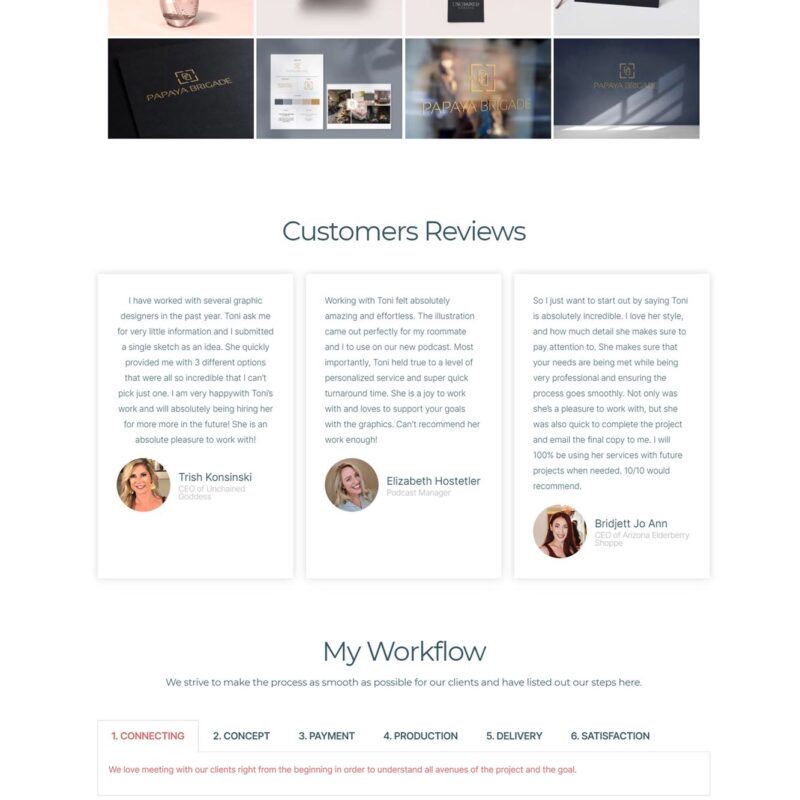 UNCHAINED
PAPAYA BRIGADE
PAPAYA BRIGADE
PAPAYA BRIGADE
Customers Reviews
I have worked with several graphic
designers in the past year. Toni ask me
for very little information and I submitted
a single sketch as an idea. She quickly
provided me with 3 different options
that were all so incredible that I can't
pick just one. I am very happywith Toni's
work and will absolutely being hiring her
for more more in the future! She is an
absolute pleasure to work with!
Trish Konsinski
CEO of Unchained
Goddess
Working with Toni felt absolutely
amazing and effortless. The illustration
came out perfectly for my roommate
and I to use on our new podcast. Most
importantly, Toni held true to a level of
personalized service and super quick
turnaround time. She is a joy to work
with and loves to support your goals
with the graphics. Can't recommend her
work enough!
Elizabeth Hostetler
Podcast Manager
So I just want to start out by saying Toni
is absolutely incredible. I love her style,
and how much detail she makes sure to
pay attention to. She makes sure that
your needs are being met while being
very professional and ensuring the
process goes smoothly. Not only was
she's a pleasure to work with, but she
was also quick to complete the project
and email the final copy to me. I will
100% be using her services with future
projects when needed. 10/10 would
recommend.
Bridjett Jo Ann
CEO of Arizona Elderberry
Shoppe
My Workflow
We strive to make the process as smooth as possible for our clients and have listed out our steps here.
1. CONNECTING
2. CONCEPT
3. PAYMENT
4. PRODUCTION
5. DELIVERY
6. SATISFACTION
We love meeting with our clients right from the beginning in order to understand all avenues of the project and the goal.